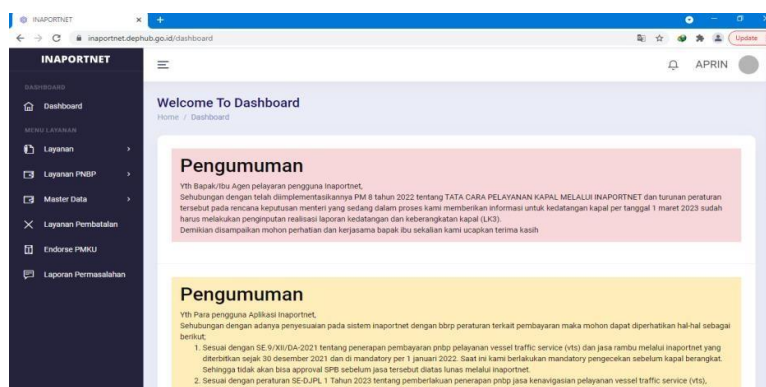 INAPORTNET
inaportnet.dephub.go.id/dashboard
Update
INAPORTNET
APRIN
DASHBOARD
Dashboard
MENU LAYANAN
Layanan
Layanan PNBP
Master Data
Layanan Pembatalan
Endorse PMKU
Laporan Permasalahan
Welcome To Dashboard
Home / Dashboard
Pengumuman
Yth Bapak/Ibu Agen pelayaran pengguna Inaportnet,
Sehubungan dengan telah diimplementasikannya PM 8 tahun 2022 tentang TATA CARA PELAYANAN KAPAL MELALUI INAPORTNET dan turunan peraturan
tersebut pada rencana keputusan menteri yang sedang dalam proses kami memberikan informasi untuk kedatangan kapal per tanggal 1 maret 2023 sudah
harus melakukan penginputan realisasi laporan kedatangan dan keberangkatan kapal (LK3).
Demikian disampaikan mohon perhatian dan kerjasama bapak ibu sekalian kami ucapkan terima kasih
Pengumuman
Yth Para pengguna Aplikasi Inaportnet,
Sehubungan dengan adanya penyesuaian pada sistem inaportnet dengan bbrp peraturan terkait pembayaran maka mohon dapat diperhatikan hal-hal sebagai
berikut;
1. Sesuai dengan SE.9/XII/DA-2021 tentang penerapan pembayaran pnbp pelayanan vessel traffic service (vts) dan jasa rambu melalui inaportnet yang
diterbitkan sejak 30 desember 2021 dan di mandatory per 1 januari 2022. Saat ini kami berlakukan mandatory pengecekan sebelum kapal berangkat.
Sehingga tidak akan bisa approval SPB sebelum jasa tersebut diatas lunas melalui inaportnet.
2. Sesuai dengan peraturan SE-DJPL 1 Tahun 2023 tentang pemberlakuan penerapan pnbp jasa kenavigasian pelayanan vessel traffic service (vts),